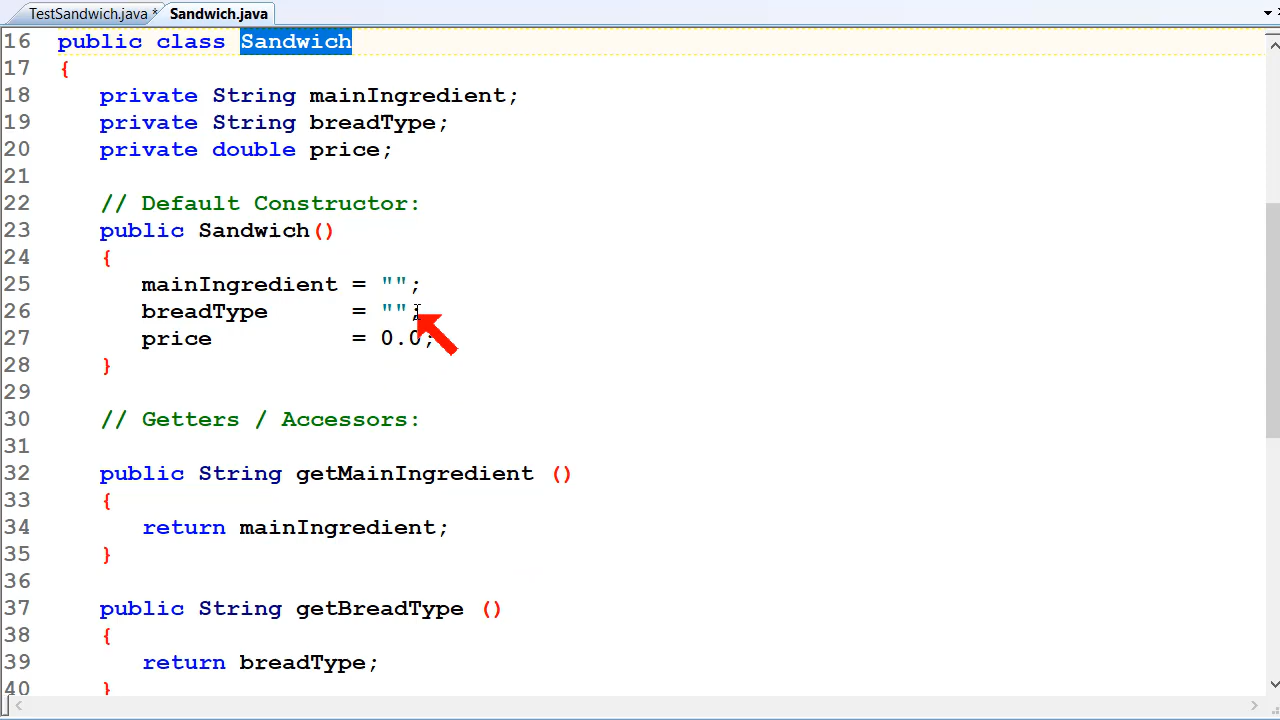 TestSandwich.java * Sandwich.java
16 public class Sandwich
17 {
18 private String mainIngredient;
19 private String breadType;
20 private double price;
21
22 // Default Constructor:
23 public Sandwich()
24 {
25 mainIngredient = "";
26 breadType = "";
27 price = 0.0;
28 }
29
30 // Getters / Accessors:
31
32 public String getMainIngredient ()
33 {
34 return mainIngredient;
35 }
36
37 public String getBreadType ()
38 {
39 return breadType;
40 }